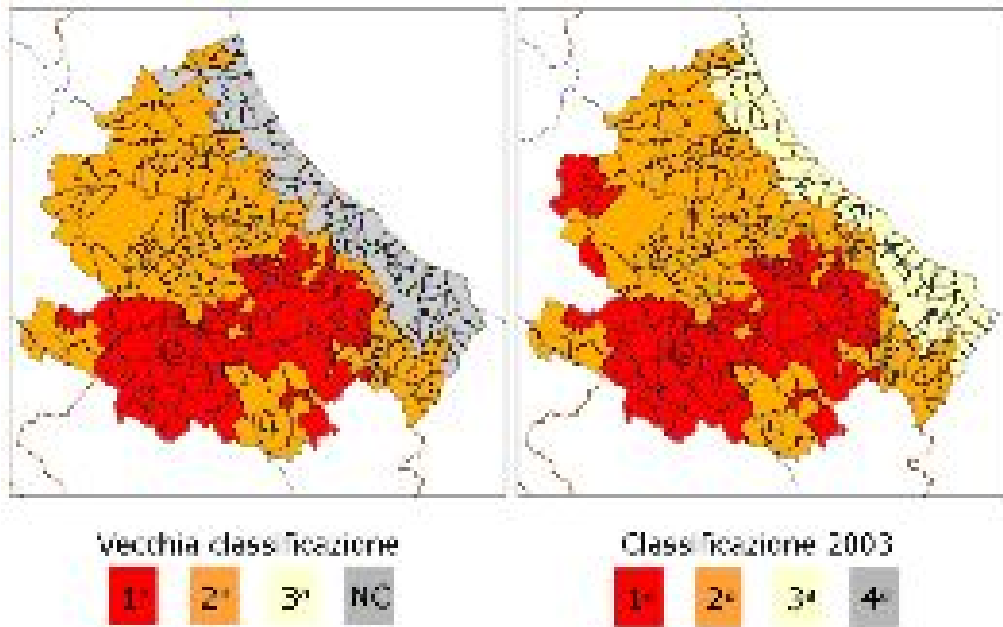 Vecchia classificazione
1ª 2ª 3ª NC
Classificazione 2003
1ª 2ª 3ª 4ª